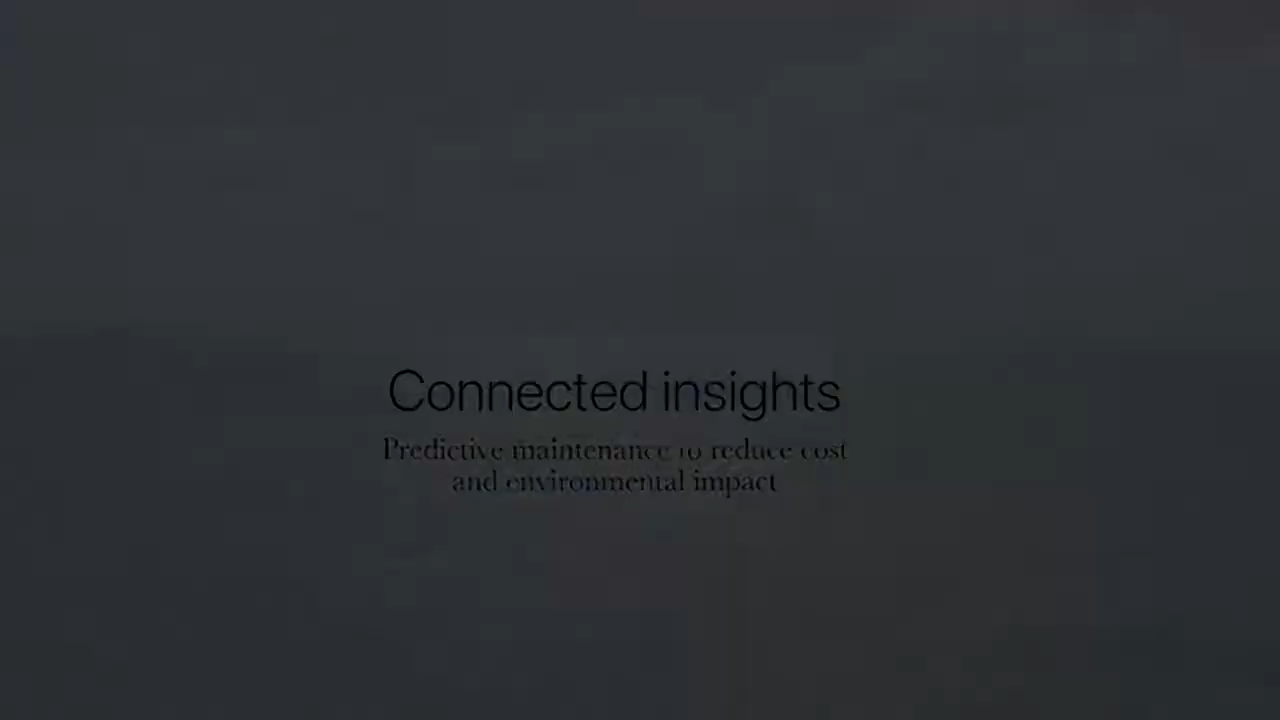 Connected insights
Predictive maintenance to reduce cost
and environmental impact